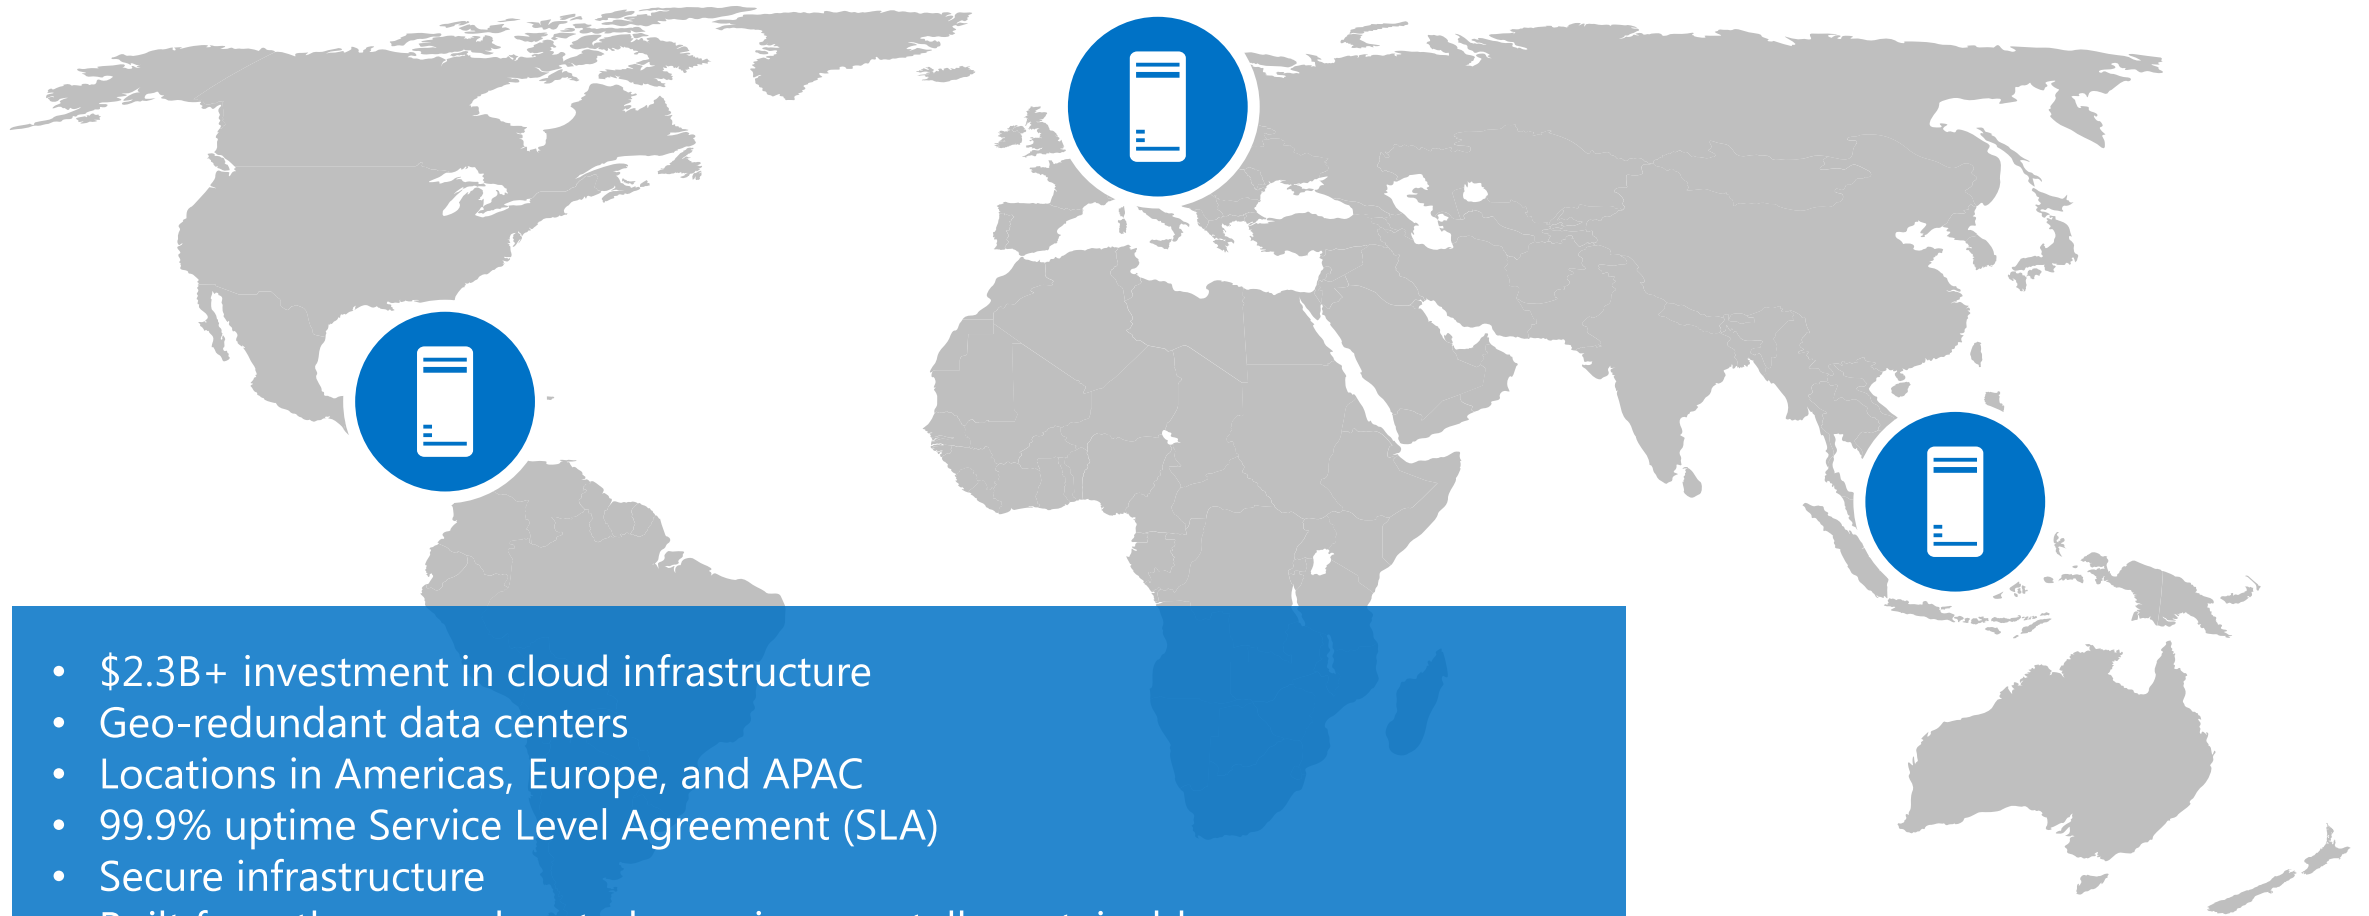 • $2.3B+ investment in cloud infrastructure
• Geo-redundant data centers
• Locations in Americas, Europe, and APAC
• 99.9% uptime Service Level Agreement (SLA)
• Secure infrastructure